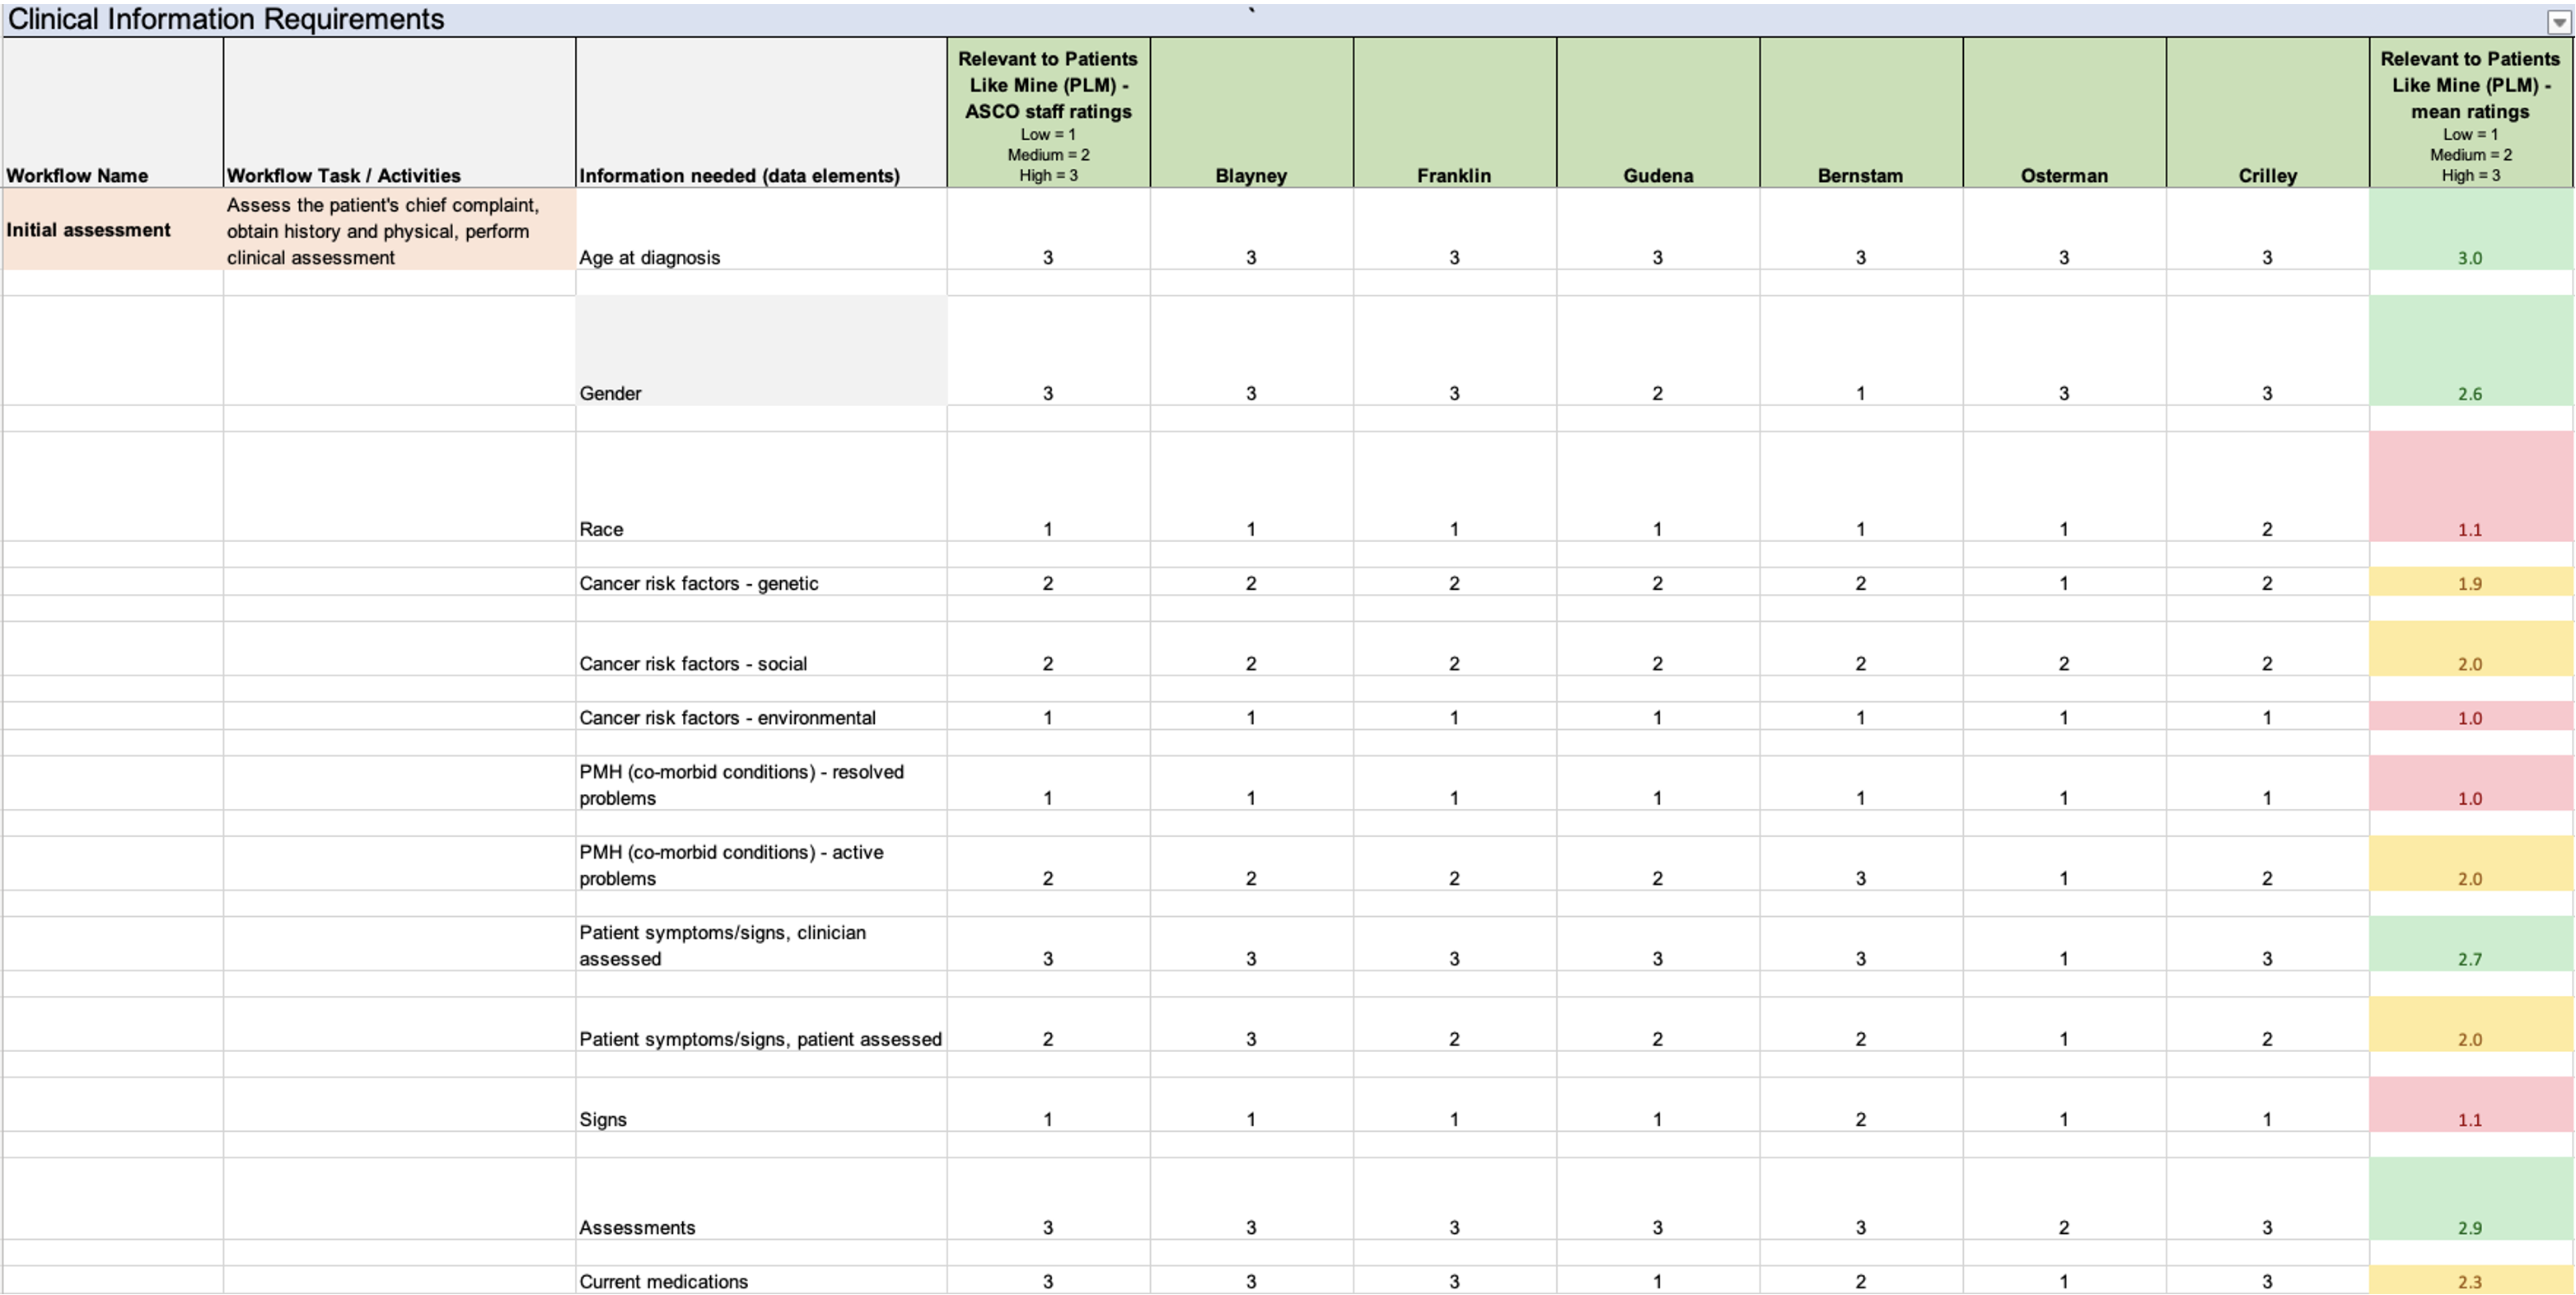 Clinical Information Requirements `
Relevant to Patients
Like Mine (PLM) -
ASCO staff ratings
Low = 1
Medium = 2
High = 3
Relevant to Patients
Like Mine (PLM) -
mean ratings
Low = 1
Medium = 2
High = 3
Workflow Name Workflow Task / Activities Information needed (data elements) Blayney Franklin Gudena Bernstam Osterman Crilley
Initial assessment
Assess the patient's chief complaint,
obtain history and physical, perform
clinical assessment
Age at diagnosis 3 3 3 3 3 3 3 3.0
Gender 3 3 3 2 1 3 3 2.6
Race 1 1 1 1 1 1 2 1.1
Cancer risk factors - genetic 2 2 2 2 2 1 2 1.9
Cancer risk factors - social 2 2 2 2 2 2 2 2.0
Cancer risk factors - environmental 1 1 1 1 1 1 1 1.0
PMH (co-morbid conditions) - resolved
problems 1 1 1 1 1 1 1 1.0
PMH (co-morbid conditions) - active
problems 2 2 2 2 3 1 2 2.0
Patient symptoms/signs, clinician
assessed 3 3 3 3 3 1 3 2.7
Patient symptoms/signs, patient assessed 2 3 2 2 2 1 2 2.0
Signs 1 1 1 1 2 1 1 1.1
Assessments 3 3 3 3 3 2 3 2.9
Current medications 3 3 3 1 2 1 3 2.3